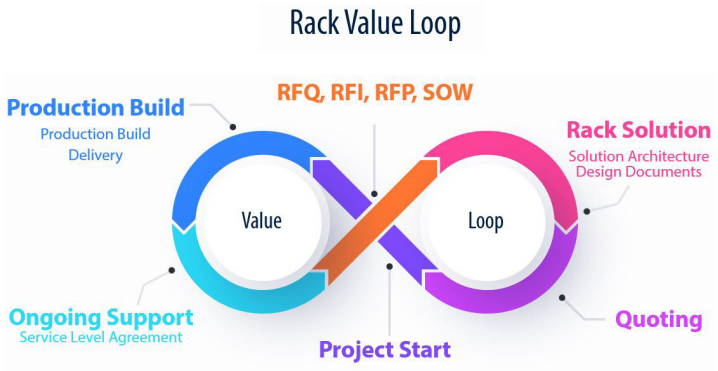 Rack Value Loop
RFQ, RFI, RFP, SOW
Production Build
Production Build
Delivery
Rack Solution
Solution Architecture
Design Documents
Value
Loop
Ongoing Support
Service Level Agreement
Quoting
Project Start